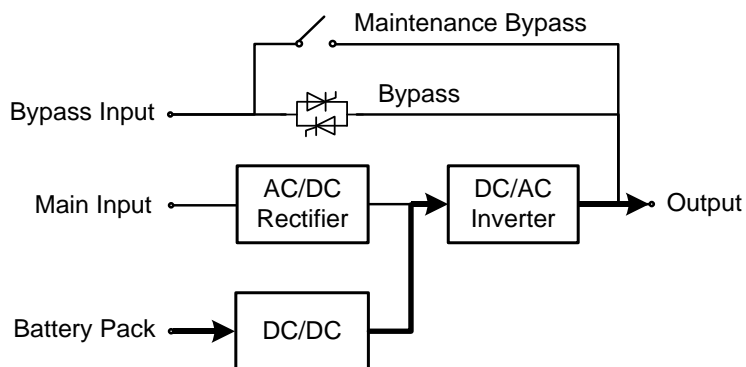 Maintenance Bypass
Bypass Input
Bypass
Main Input
AC/DC
Rectifier
DC/AC
Inverter
Output
Battery Pack
DC/DC